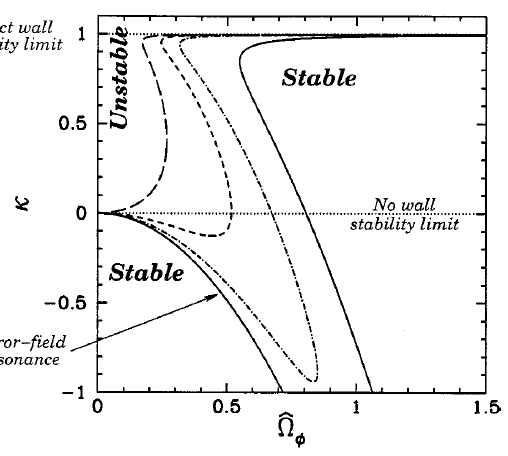 ct wall
ity limit
Unstable
Stable
1
0.5
κ
0
No wall
stability limit
Stable
−0.5
ror−field
sonance
−1
0
0.5
1
1.5
Ω̂ϕ